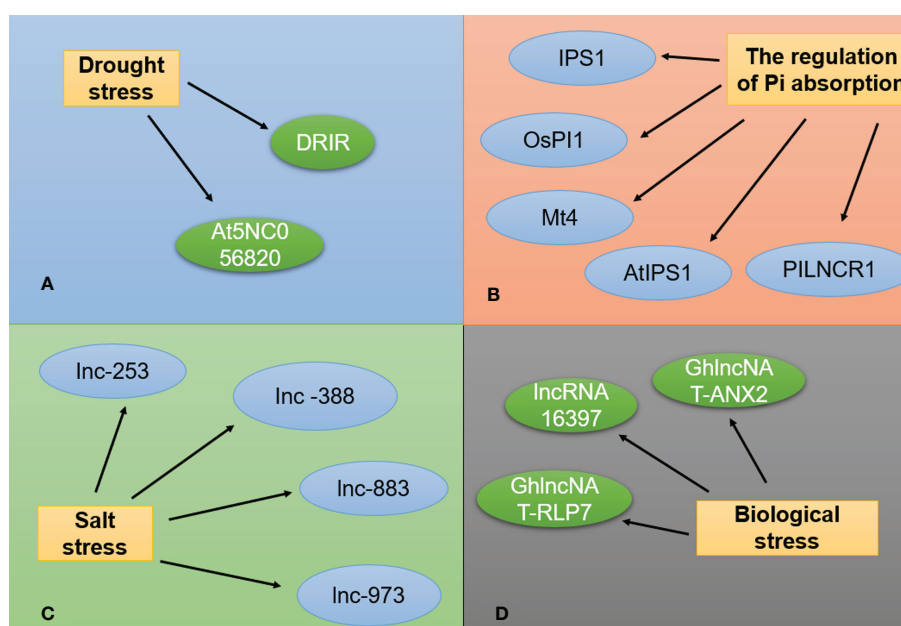 Drought
stress
DRIR
At5NC0
56820
A
IPS1
The regulation
of Pi absorption
OsPI1
Mt4
AtIPS1
PILNCR1
B
lnc-253
lnc -388
lnc-883
Salt
stress
lnc-973
C
GhlncNA
T-ANX2
lncRNA
16397
GhlncNA
T-RLP7
Biological
stress
D